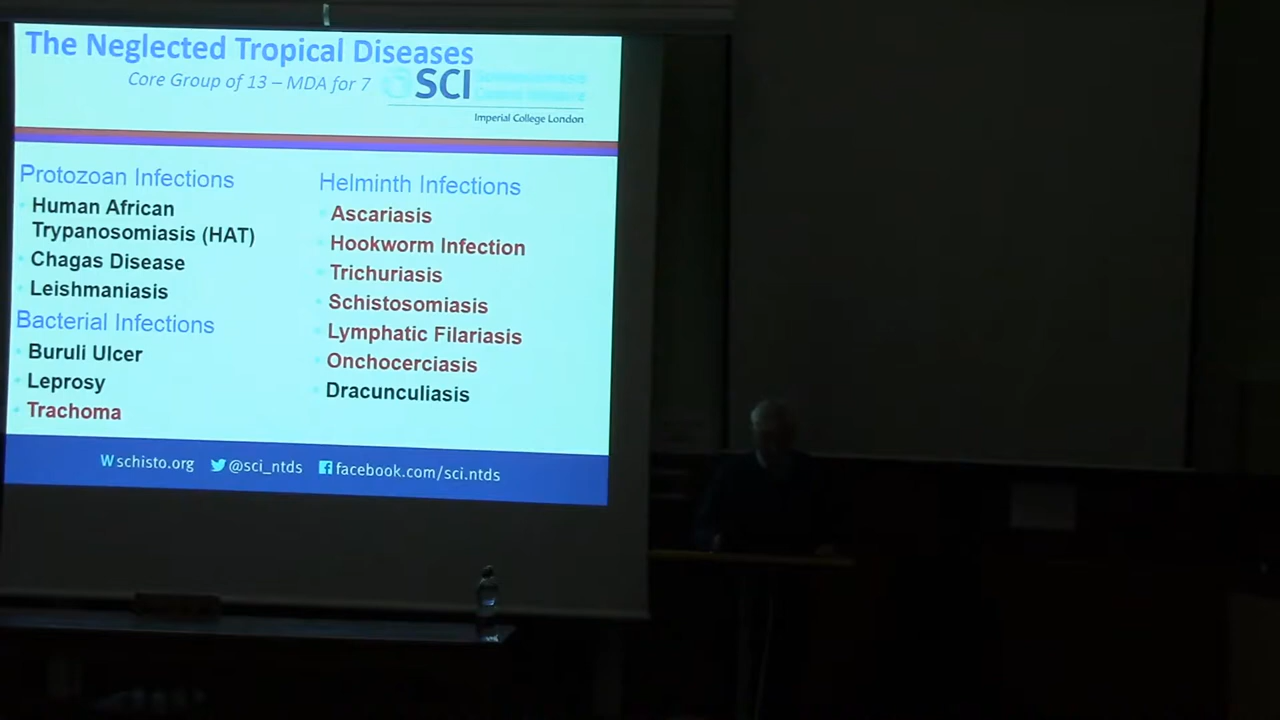 The Neglected Tropical Diseases
Core Group of 13 – MDA for 7
SCI
Imperial College London
Protozoan Infections
Human African
Trypanosomiasis (HAT)
Chagas Disease
Leishmaniasis
Bacterial Infections
Buruli Ulcer
Leprosy
Trachoma
Helminth Infections
Ascariasis
Hookworm Infection
Trichuriasis
Schistosomiasis
Lymphatic Filariasis
Onchocerciasis
Dracunculiasis
W schisto.org @sci_ntds facebook.com/sci.ntds